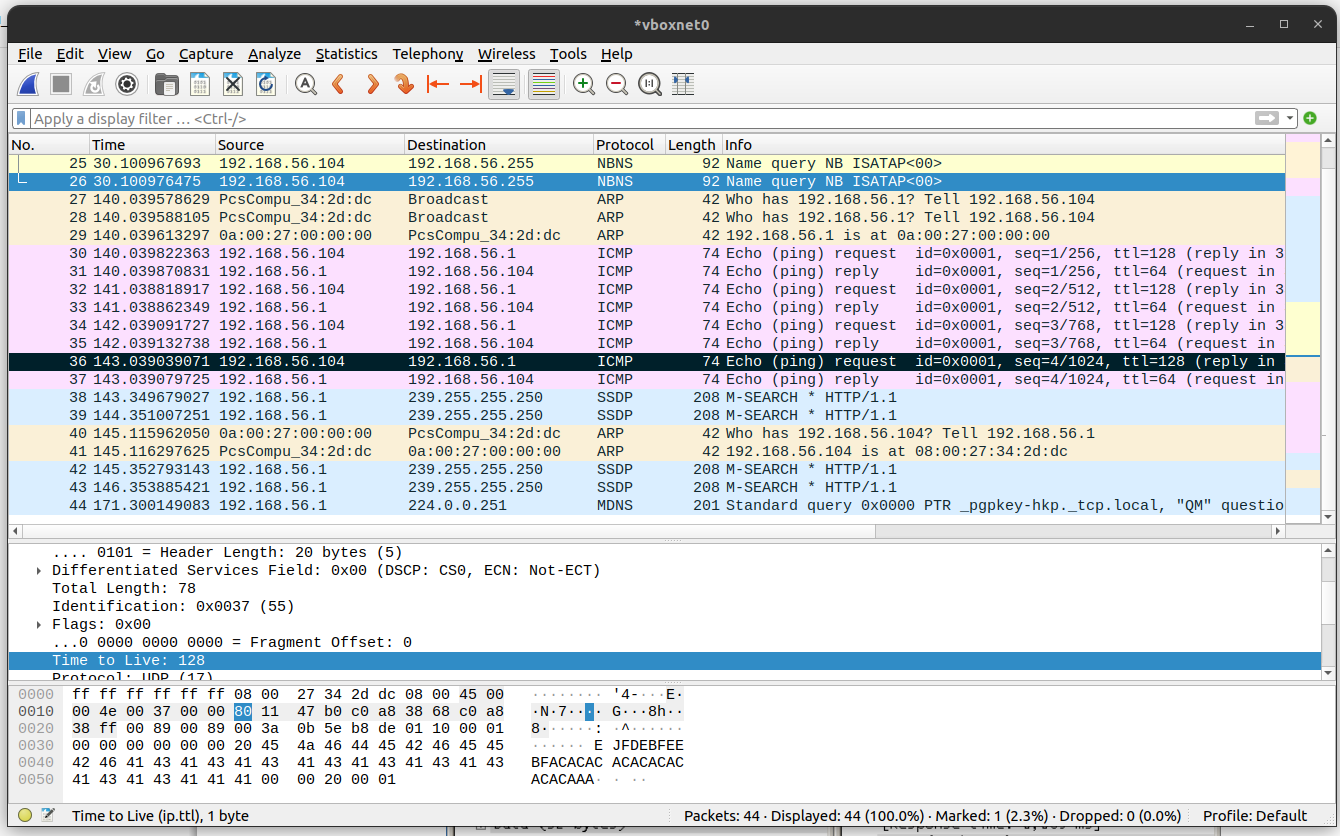 *vboxnet0
File Edit View Go Capture Analyze Statistics Telephony Wireless Tools Help
Apply a display filter … <Ctrl-/>
No. Time Source Destination Protocol Length Info
25 30.100967693 192.168.56.104 192.168.56.255 NBNS 92 Name query NB ISATAP<00>
26 30.100976475 192.168.56.104 192.168.56.255 NBNS 92 Name query NB ISATAP<00>
27 140.039578629 PcsCompu_34:2d:dc Broadcast ARP 42 Who has 192.168.56.1? Tell 192.168.56.104
28 140.039588105 PcsCompu_34:2d:dc Broadcast ARP 42 Who has 192.168.56.1? Tell 192.168.56.104
29 140.039613297 0a:00:27:00:00:00 PcsCompu_34:2d:dc ARP 42 192.168.56.1 is at 0a:00:27:00:00:00
30 140.039822363 192.168.56.104 192.168.56.1 ICMP 74 Echo (ping) request id=0x0001, seq=1/256, ttl=128 (reply in 3
31 140.039870831 192.168.56.1 192.168.56.104 ICMP 74 Echo (ping) reply id=0x0001, seq=1/256, ttl=64 (request in
32 141.038818917 192.168.56.104 192.168.56.1 ICMP 74 Echo (ping) request id=0x0001, seq=2/512, ttl=128 (reply in 3
33 141.038862349 192.168.56.1 192.168.56.104 ICMP 74 Echo (ping) reply id=0x0001, seq=2/512, ttl=64 (request in
34 142.039091727 192.168.56.104 192.168.56.1 ICMP 74 Echo (ping) request id=0x0001, seq=3/768, ttl=128 (reply in 3
35 142.039132738 192.168.56.1 192.168.56.104 ICMP 74 Echo (ping) reply id=0x0001, seq=3/768, ttl=64 (request in
36 143.039039071 192.168.56.104 192.168.56.1 ICMP 74 Echo (ping) request id=0x0001, seq=4/1024, ttl=128 (reply in
37 143.039079725 192.168.56.1 192.168.56.104 ICMP 74 Echo (ping) reply id=0x0001, seq=4/1024, ttl=64 (request in
38 143.349679027 192.168.56.1 239.255.255.250 SSDP 208 M-SEARCH * HTTP/1.1
39 144.351007251 192.168.56.1 239.255.255.250 SSDP 208 M-SEARCH * HTTP/1.1
40 145.115962050 0a:00:27:00:00:00 PcsCompu_34:2d:dc ARP 42 Who has 192.168.56.104? Tell 192.168.56.1
41 145.116297625 PcsCompu_34:2d:dc 0a:00:27:00:00:00 ARP 42 192.168.56.104 is at 08:00:27:34:2d:dc
42 145.352793143 192.168.56.1 239.255.255.250 SSDP 208 M-SEARCH * HTTP/1.1
43 146.353885421 192.168.56.1 239.255.255.250 SSDP 208 M-SEARCH * HTTP/1.1
44 171.300149083 192.168.56.1 224.0.0.251 MDNS 201 Standard query 0x0000 PTR _pgpkey-hkp._tcp.local, "QM" questio
.... 0101 = Header Length: 20 bytes (5)
Differentiated Services Field: 0x00 (DSCP: CS0, ECN: Not-ECT)
Total Length: 78
Identification: 0x0037 (55)
Flags: 0x00
...0 0000 0000 0000 = Fragment Offset: 0
Time to Live: 128
Protocol: UDP (17)
0000 ff ff ff ff ff ff 08 00 27 34 2d dc 08 00 45 00 ········ '4-···E·
0010 00 4e 00 37 00 00 80 11 47 b0 c0 a8 38 68 c0 a8 ·N·7···· G···8h··
0020 38 ff 00 89 00 89 00 3a 0b 5e b8 de 01 10 00 01 8······: ·^······
0030 00 00 00 00 00 00 20 45 4a 46 44 45 42 46 45 45 ······ E JFDEBFEE
0040 42 46 41 43 41 43 41 43 41 43 41 43 41 43 41 43 BFACACAC ACACACAC
0050 41 43 41 43 41 41 41 00 00 20 00 01 ACACAAA· · ··
Time to Live (ip.ttl), 1 byte
Packets: 44 · Displayed: 44 (100.0%) · Marked: 1 (2.3%) · Dropped: 0 (0.0%)
Profile: Default